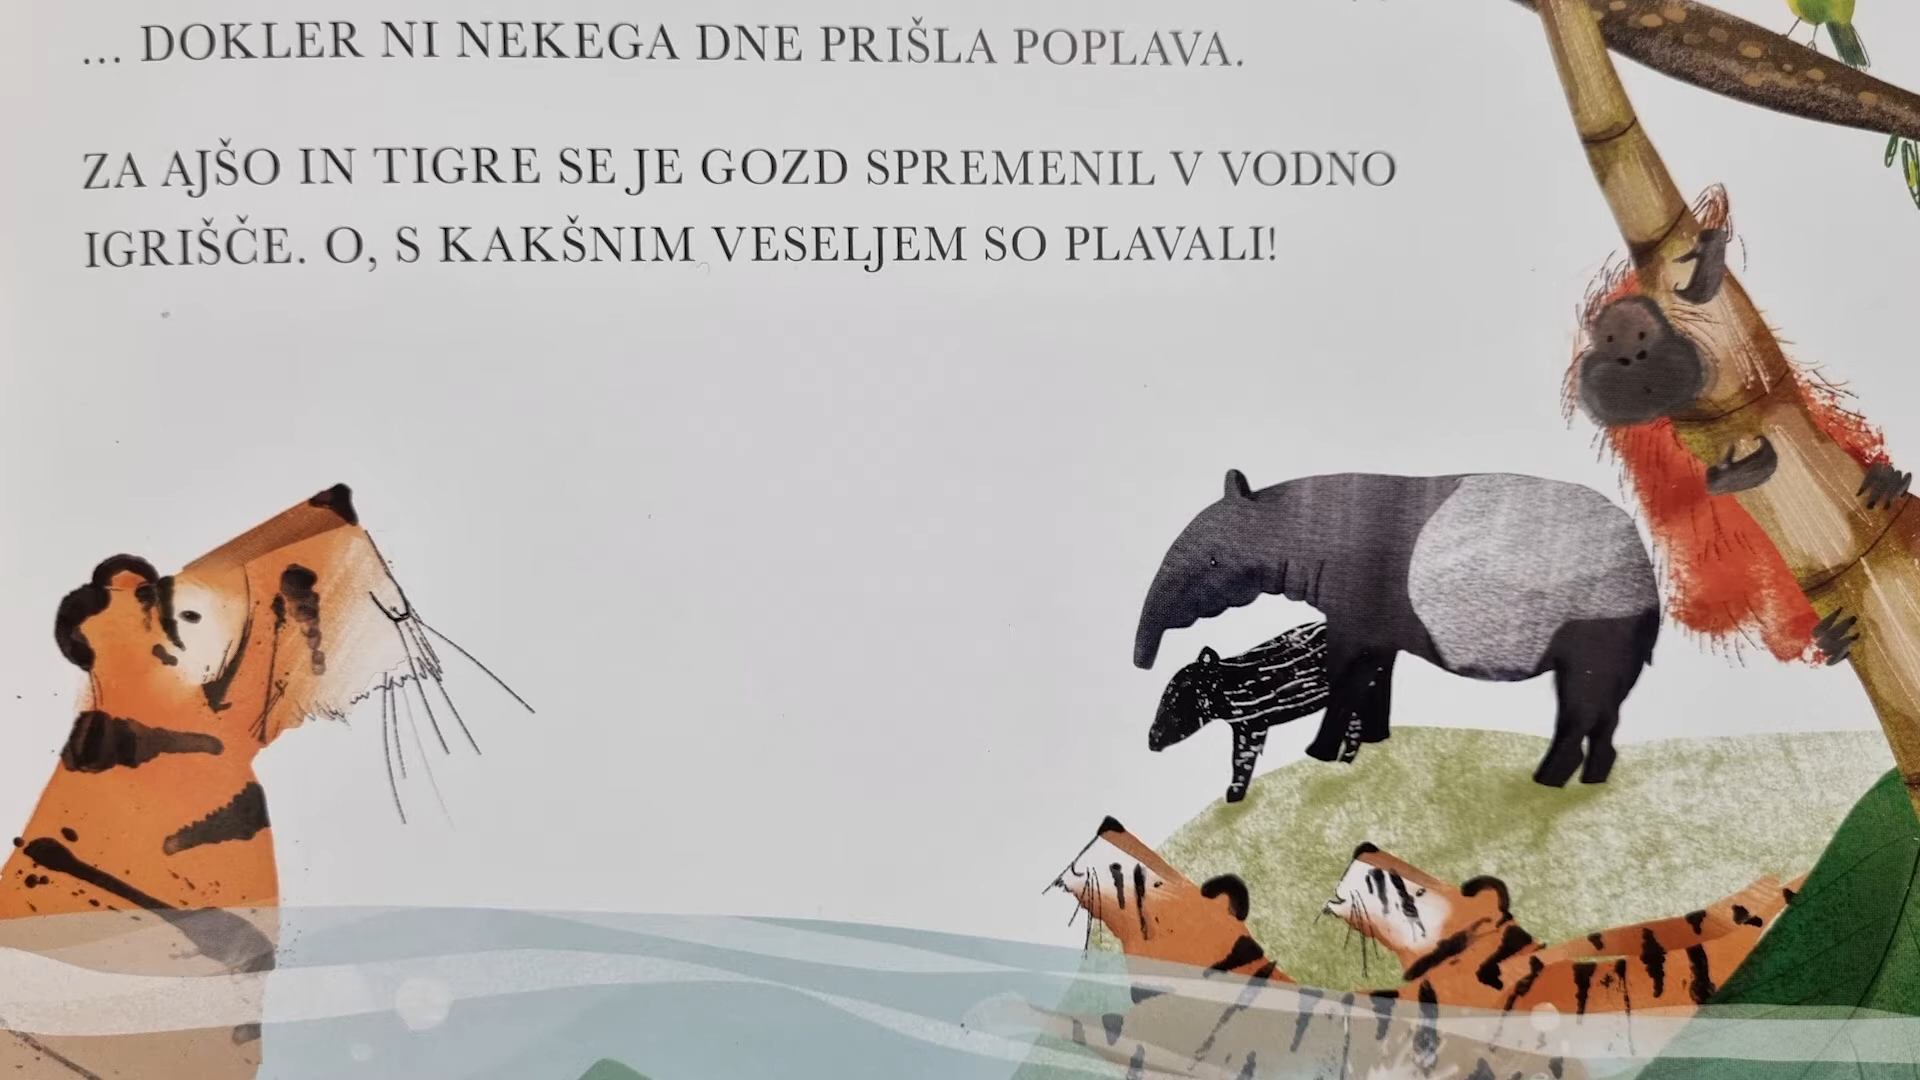 ... DOKLER NI NEKEGA DNE PRIŠLA POPLAVA.
ZA AJŠO IN TIGRE SE JE GOZD SPREMENIL V VODNO
IGRIŠČE. O, S KAKŠNIM VESELJEM SO PLAVALI!